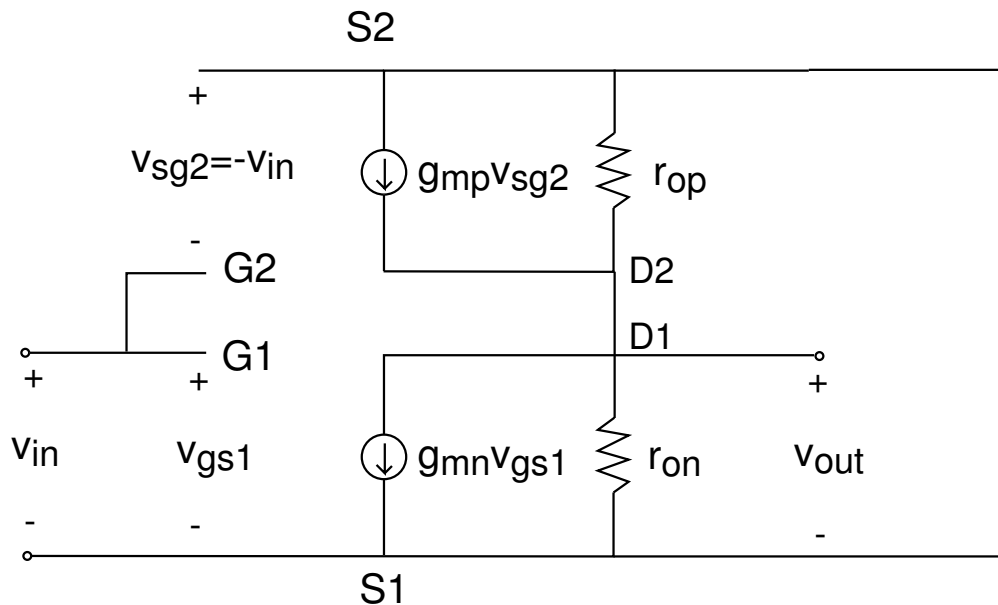 S2
+
vsg2=-vin
gmpvsg2
rop
-
G2
D2
D1
G1
+
+
+
vin
vgs1
gmnvgs1
ron
vout
-
-
-
S1